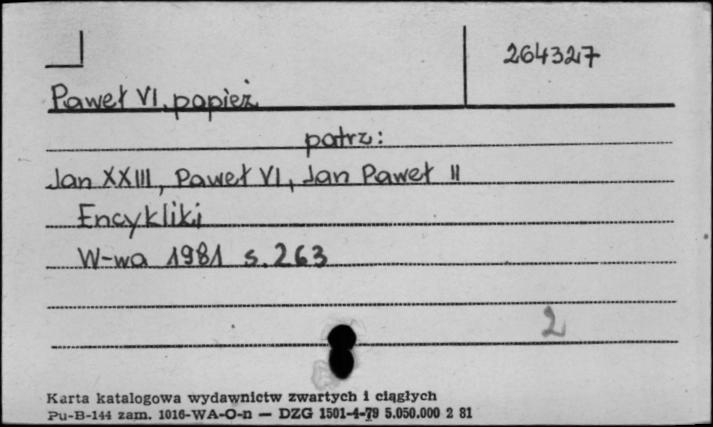 264327
Paweł VI, papież
patrz:
Jan XXIII, Paweł VI, Jan Paweł II
Encykliki
W-wa 1981 s. 263
2
Karta katalogowa wydawnictw zwartych i ciągłych
Pu-B-144 zam. 1016-WA-O-n — DZG 1501-4-79 5.050.000 2 81